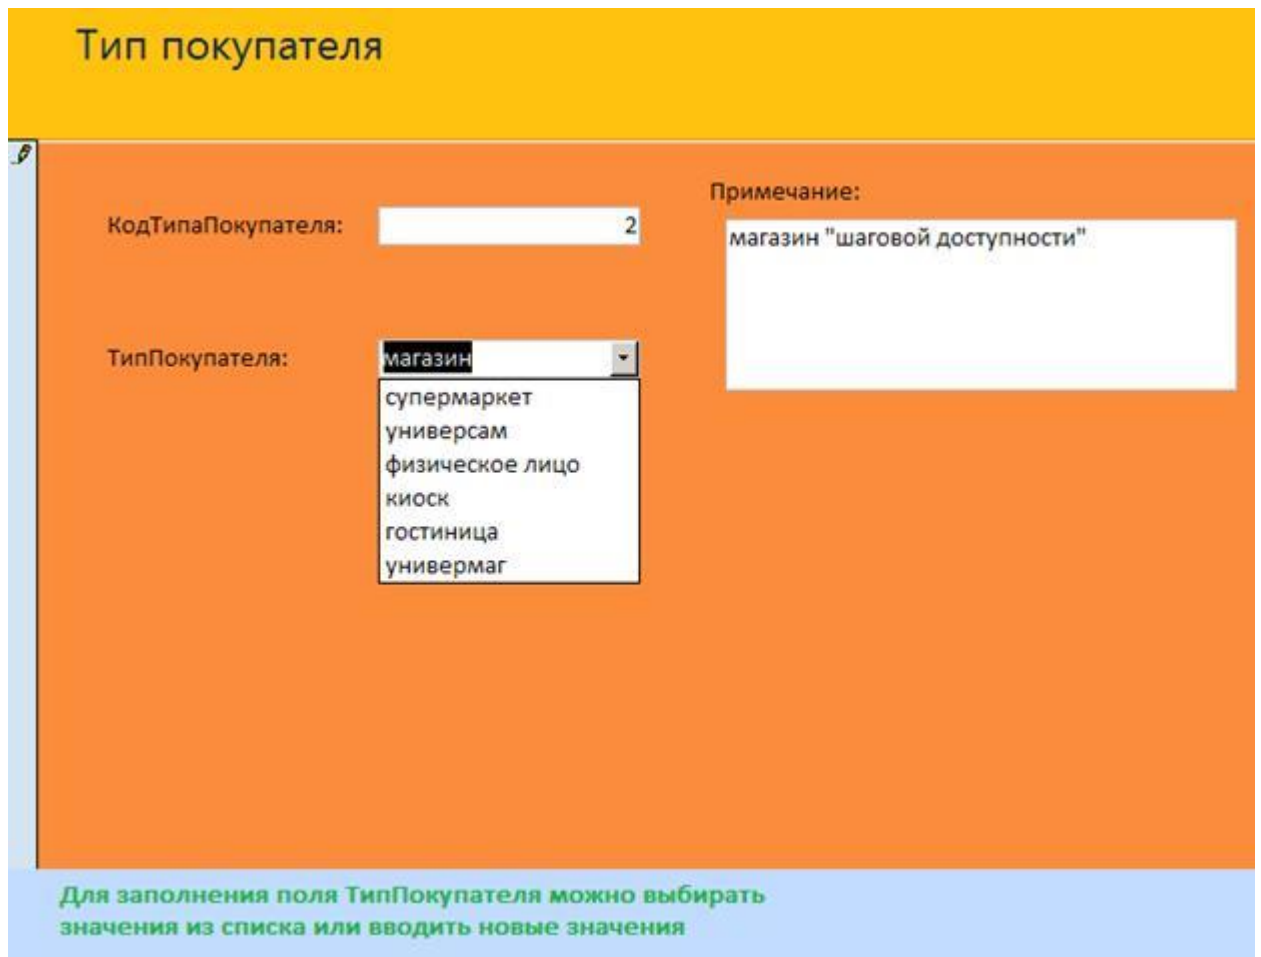 Тип покупателя
КодТипаПокупателя:
2
ТипПокупателя:
магазин
супермаркет
универсам
физическое лицо
киоск
гостиница
универмаг
Примечание:
магазин "шаговой доступности"
Для заполнения поля ТипПокупателя можно выбирать
значения из списка или вводить новые значения